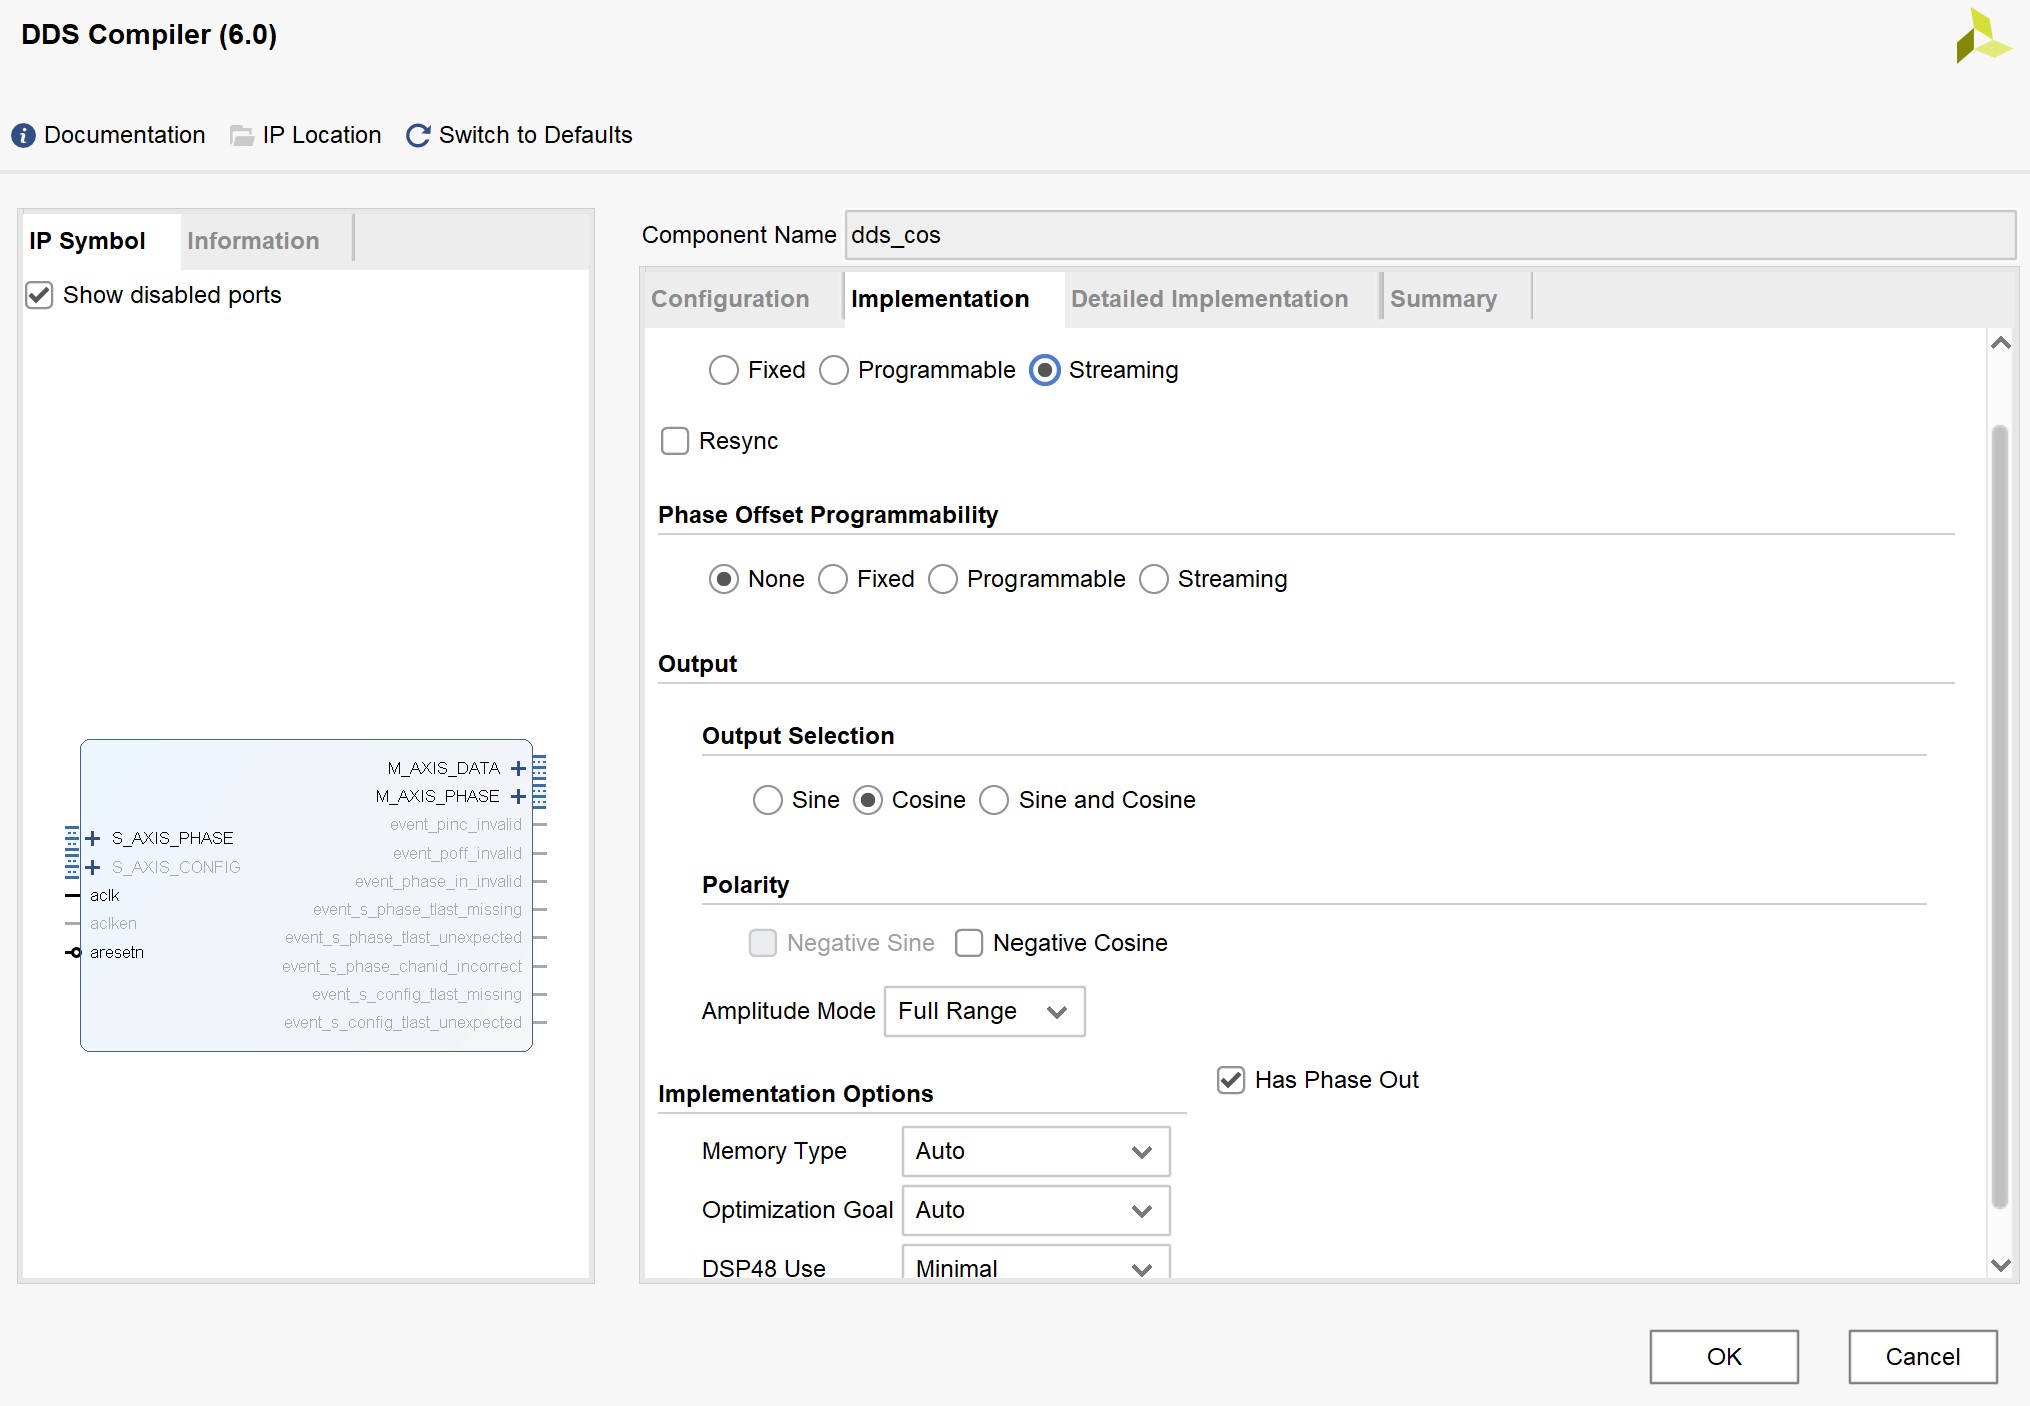 DDS Compiler (6.0)
Documentation IP Location Switch to Defaults
IP Symbol Information
Show disabled ports
M_AXIS_DATA
M_AXIS_PHASE
event_pinc_invalid
S_AXIS_PHASE
event_poff_invalid
S_AXIS_CONFIG
event_phase_in_invalid
aclk
event_s_phase_tlast_missing
aclken
event_s_phase_tlast_unexpected
aresetn
event_s_phase_chanid_incorrect
event_s_config_tlast_missing
event_s_config_tlast_unexpected
Component Name dds_cos
Configuration Implementation Detailed Implementation Summary
Fixed Programmable Streaming
Resync
Phase Offset Programmability
None Fixed Programmable Streaming
Output
Output Selection
Sine Cosine Sine and Cosine
Polarity
Negative Sine Negative Cosine
Amplitude Mode Full Range
Has Phase Out
Implementation Options
Memory Type Auto
Optimization Goal Auto
DSP48 Use Minimal
OK Cancel